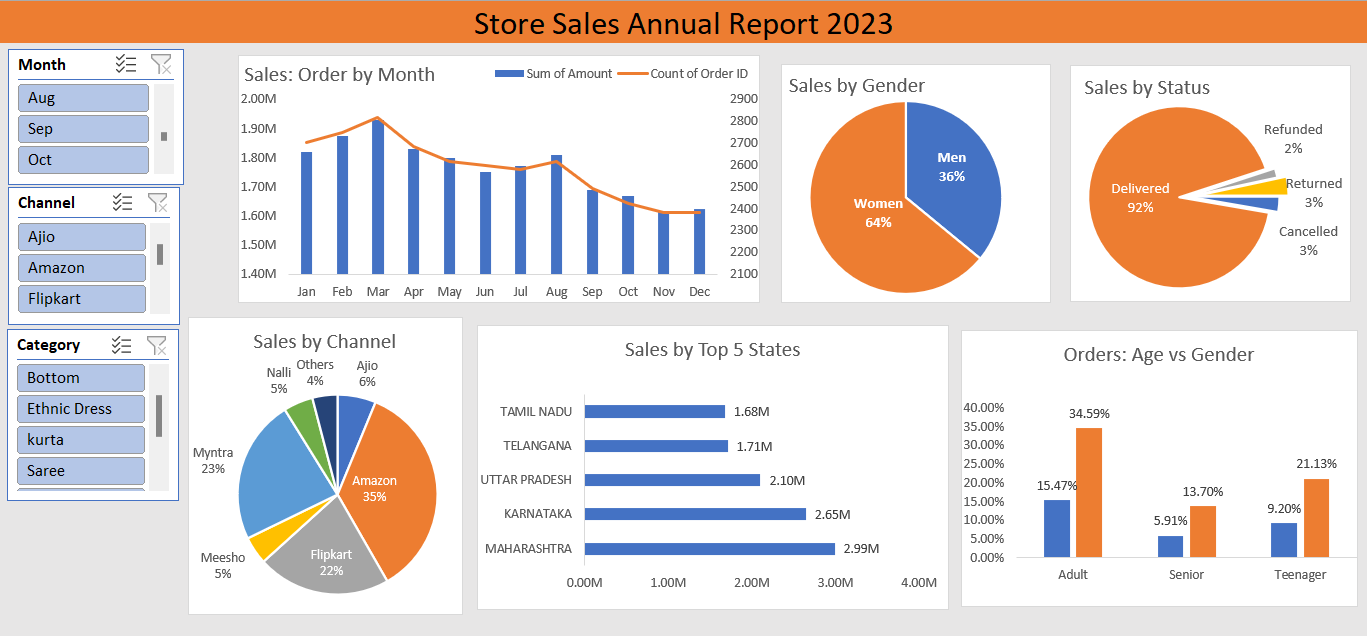 Store Sales Annual Report 2023
Month
Aug
Sep
Oct
Channel
Ajio
Amazon
Flipkart
Category
Bottom
Ethnic Dress
kurta
Saree
Sales: Order by Month
Sum of Amount Count of Order ID
2.00M
1.90M
1.80M
1.70M
1.60M
1.50M
1.40M
2900
2800
2700
2600
2500
2400
2300
2200
2100
Jan Feb Mar Apr May Jun Jul Aug Sep Oct Nov Dec
Sales by Gender
Men
36%
Women
64%
Sales by Status
Refunded
2%
Returned
3%
Cancelled
3%
Delivered
92%
Sales by Channel
Others
4%
Ajio
6%
Nalli
5%
Myntra
23%
Amazon
35%
Meesho
5%
Flipkart
22%
Sales by Top 5 States
TAMIL NADU 1.68M
TELANGANA 1.71M
UTTAR PRADESH 2.10M
KARNATAKA 2.65M
MAHARASHTRA 2.99M
0.00M 1.00M 2.00M 3.00M 4.00M
Orders: Age vs Gender
40.00%
35.00%
30.00%
25.00%
20.00%
15.00%
10.00%
5.00%
0.00%
15.47% 34.59%
5.91% 13.70%
9.20% 21.13%
Adult Senior Teenager